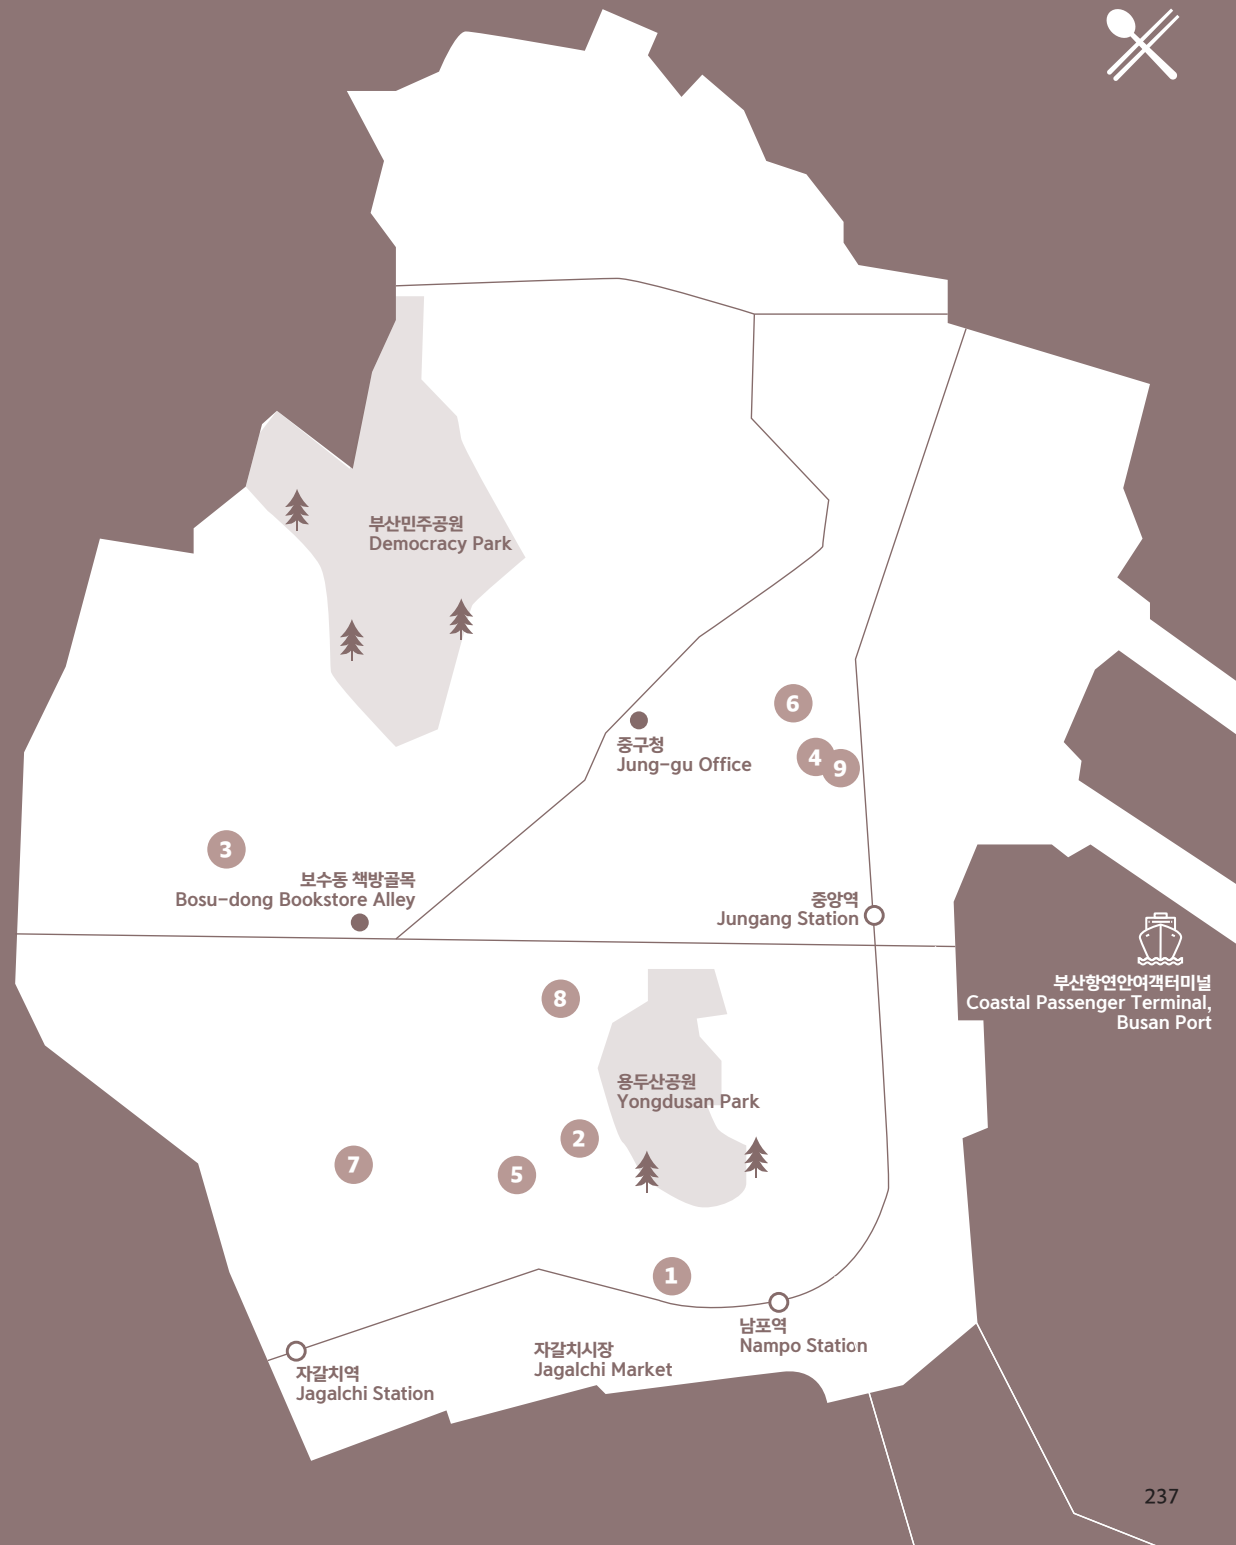 부산민주공원
Democracy Park
6
중구청
Jung-gu Office
4
9
3
보수동 책방골목
Bosu-dong Bookstore Alley
중앙역
Jungang Station
부산항연안여객터미널
Coastal Passenger Terminal,
Busan Port
8
용두산공원
Yongdusan Park
2
7
5
1
남포역
Nampo Station
자갈치시장
Jagalchi Market
자갈치역
Jagalchi Station
237